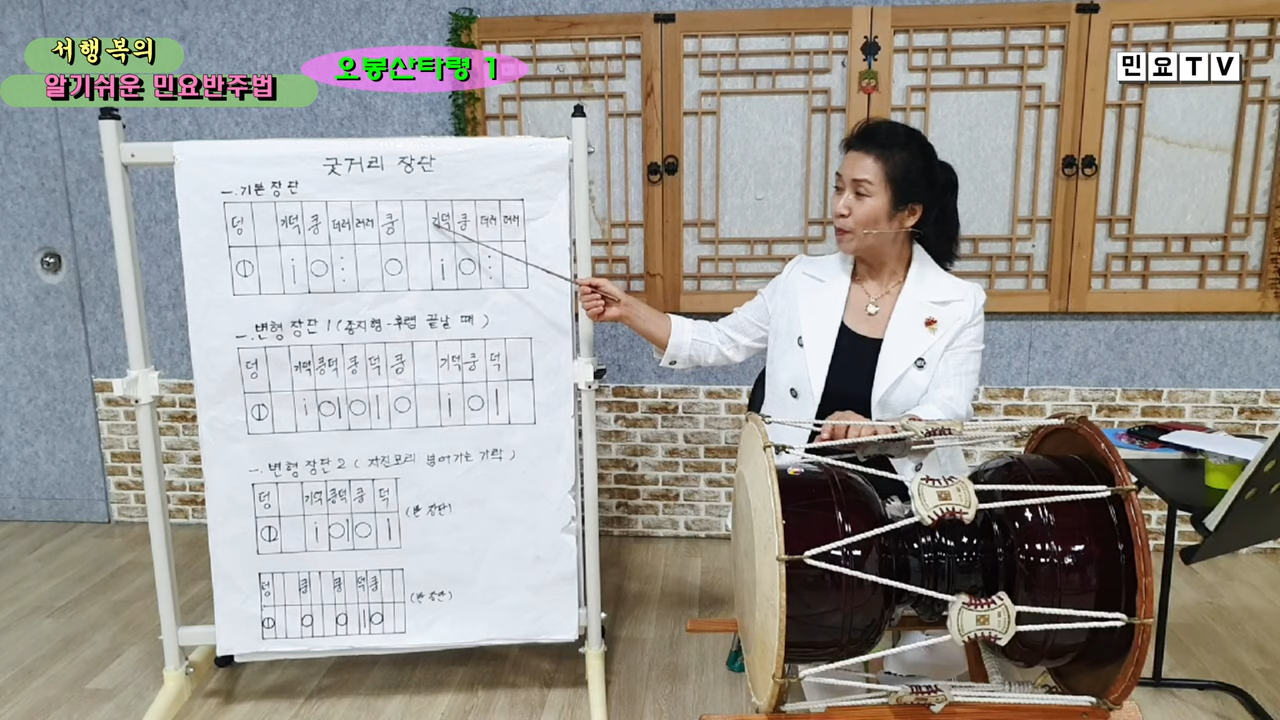 서행복의
알기쉬운 민요반주법
오봉산타령 1
민요TV
굿거리 장단
一.기본장단
덩 기덕 쿵 더러 러러 쿵 기덕 쿵 더러 러러
一.변형 장단 1 (종지형-후렴 끝날 때)
덩 기덕 쿵덕 쿵 덕 쿵 기덕 쿵 덕
一.변형 장단 2 (자진모리 넘어가는 가락)
덩 기덕 쿵덕 쿵 덕
(반 장단)
덩 쿵 쿵 덕쿵
(반 장단)